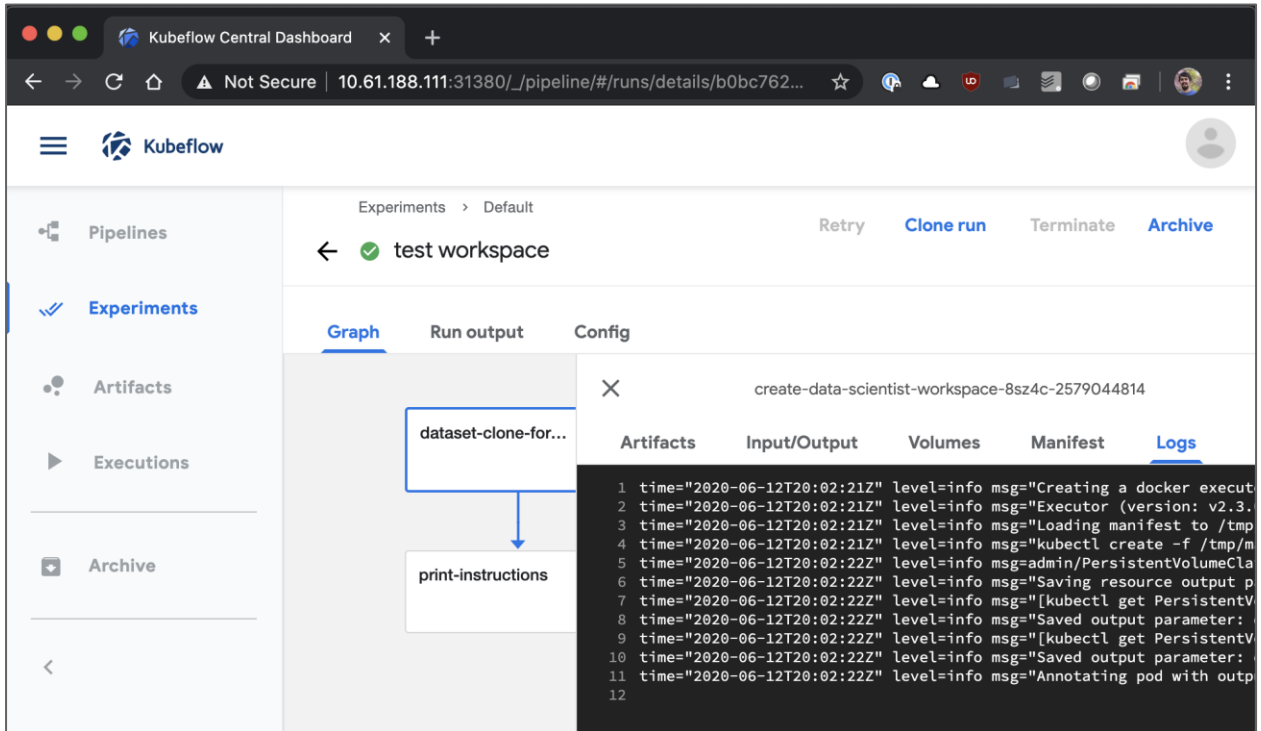 Kubeflow Central Dashboard
Not Secure 10.61.188.111:31380/_/pipeline/#/runs/details/b0bc762...
Kubeflow
Experiments > Default
Retry Clone run Terminate Archive
test workspace
Pipelines
Experiments
Artifacts
Executions
Archive
Graph Run output Config
dataset-clone-for...
print-instructions
create-data-scientist-workspace-8sz4c-2579044814
Artifacts Input/Output Volumes Manifest Logs
1 time="2020-06-12T20:02:21Z" level=info msg="Creating a docker execut
2 time="2020-06-12T20:02:21Z" level=info msg="Executor (version: v2.3.
3 time="2020-06-12T20:02:21Z" level=info msg="Loading manifest to /tmp
4 time="2020-06-12T20:02:21Z" level=info msg="kubectl create -f /tmp/m
5 time="2020-06-12T20:02:22Z" level=info msg=admin/PersistentVolumeCla
6 time="2020-06-12T20:02:22Z" level=info msg="Saving resource output p
7 time="2020-06-12T20:02:22Z" level=info msg="[kubectl get PersistentV
8 time="2020-06-12T20:02:22Z" level=info msg="Saved output parameter:
9 time="2020-06-12T20:02:22Z" level=info msg="[kubectl get PersistentV
10 time="2020-06-12T20:02:22Z" level=info msg="Saved output parameter:
11 time="2020-06-12T20:02:22Z" level=info msg="Annotating pod with outp
12